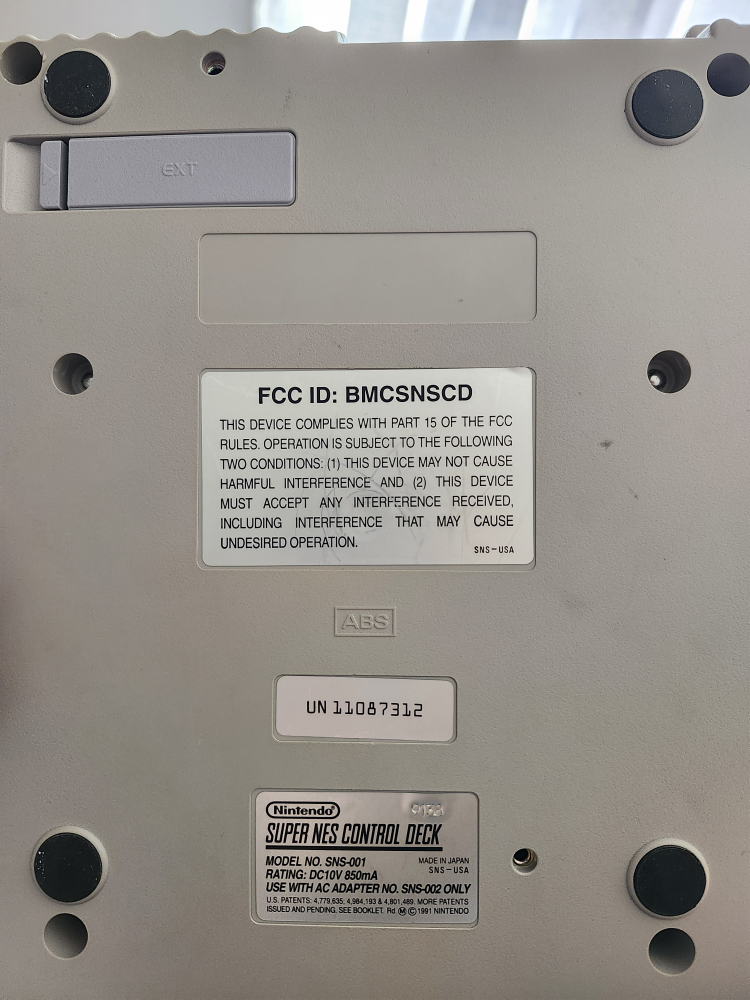 EXT
FCC ID: BMCSNSCD
THIS DEVICE COMPLIES WITH PART 15 OF THE FCC
RULES. OPERATION IS SUBJECT TO THE FOLLOWING
TWO CONDITIONS: (1) THIS DEVICE MAY NOT CAUSE
HARMFUL INTERFERENCE AND (2) THIS DEVICE
MUST ACCEPT ANY INTERFERENCE RECEIVED,
INCLUDING INTERFERENCE THAT MAY CAUSE
UNDESIRED OPERATION.
SNS-USA
ABS
UN 11087312
Nintendo®
SUPER NES CONTROL DECK
MODEL NO. SNS-001
MADE IN JAPAN
RATING: DC10V 850mA
SNS-USA
USE WITH AC ADAPTER NO. SNS-002 ONLY
U.S. PATENTS: 4,779,635; 4,984,193 & 4,801,489. MORE PATENTS
ISSUED AND PENDING. SEE BOOKLET. Rd Ⓜ © 1991 NINTENDO